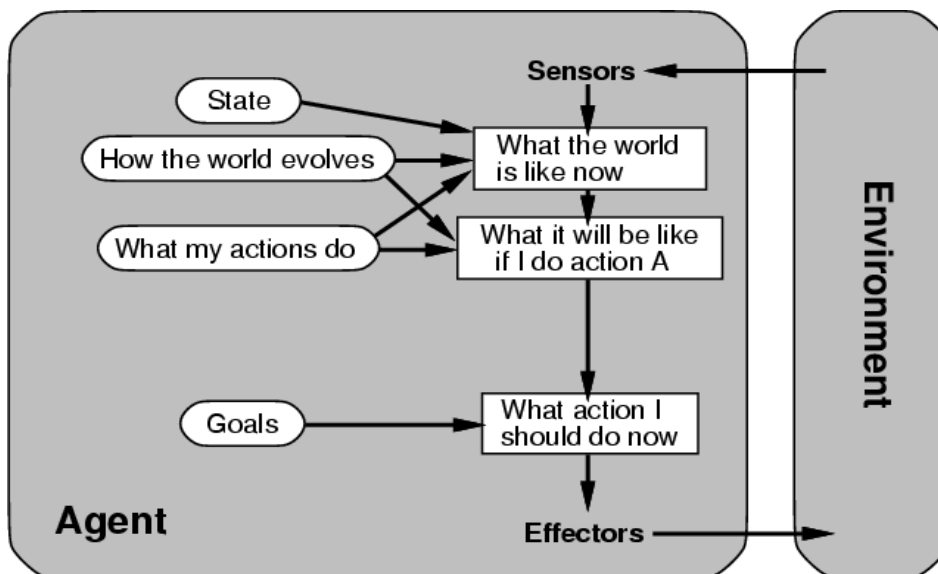 Sensors
State
What the world
is like now
How the world evolves
What my actions do
What it will be like
if I do action A
Goals
What action I
should do now
Agent
Effectors
Environment